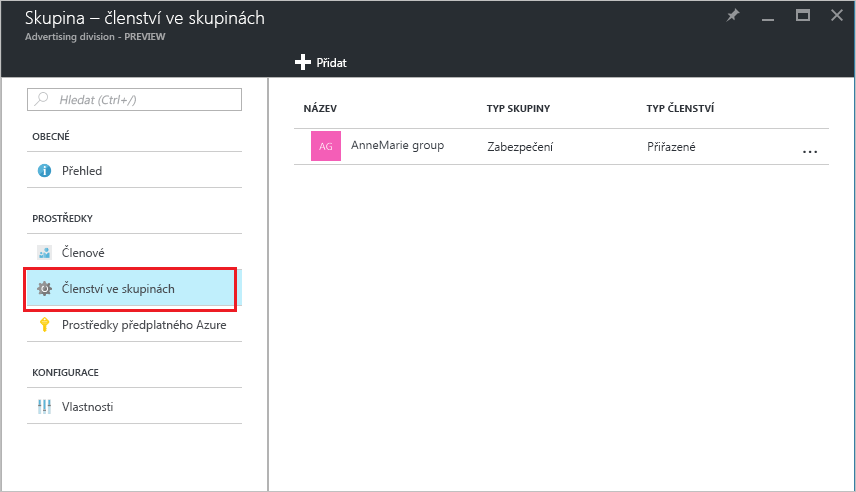 Skupina – členství ve skupinách
Advertising division - PREVIEW
Přidat
Hledat (Ctrl+/)
OBECNÉ
Přehled
PROSTŘEDKY
Členové
Členství ve skupinách
Prostředky předplatného Azure
KONFIGURACE
Vlastnosti
NÁZEV TYP SKUPINY TYP ČLENSTVÍ
AG AnneMarie group Zabezpečení Přiřazené ...